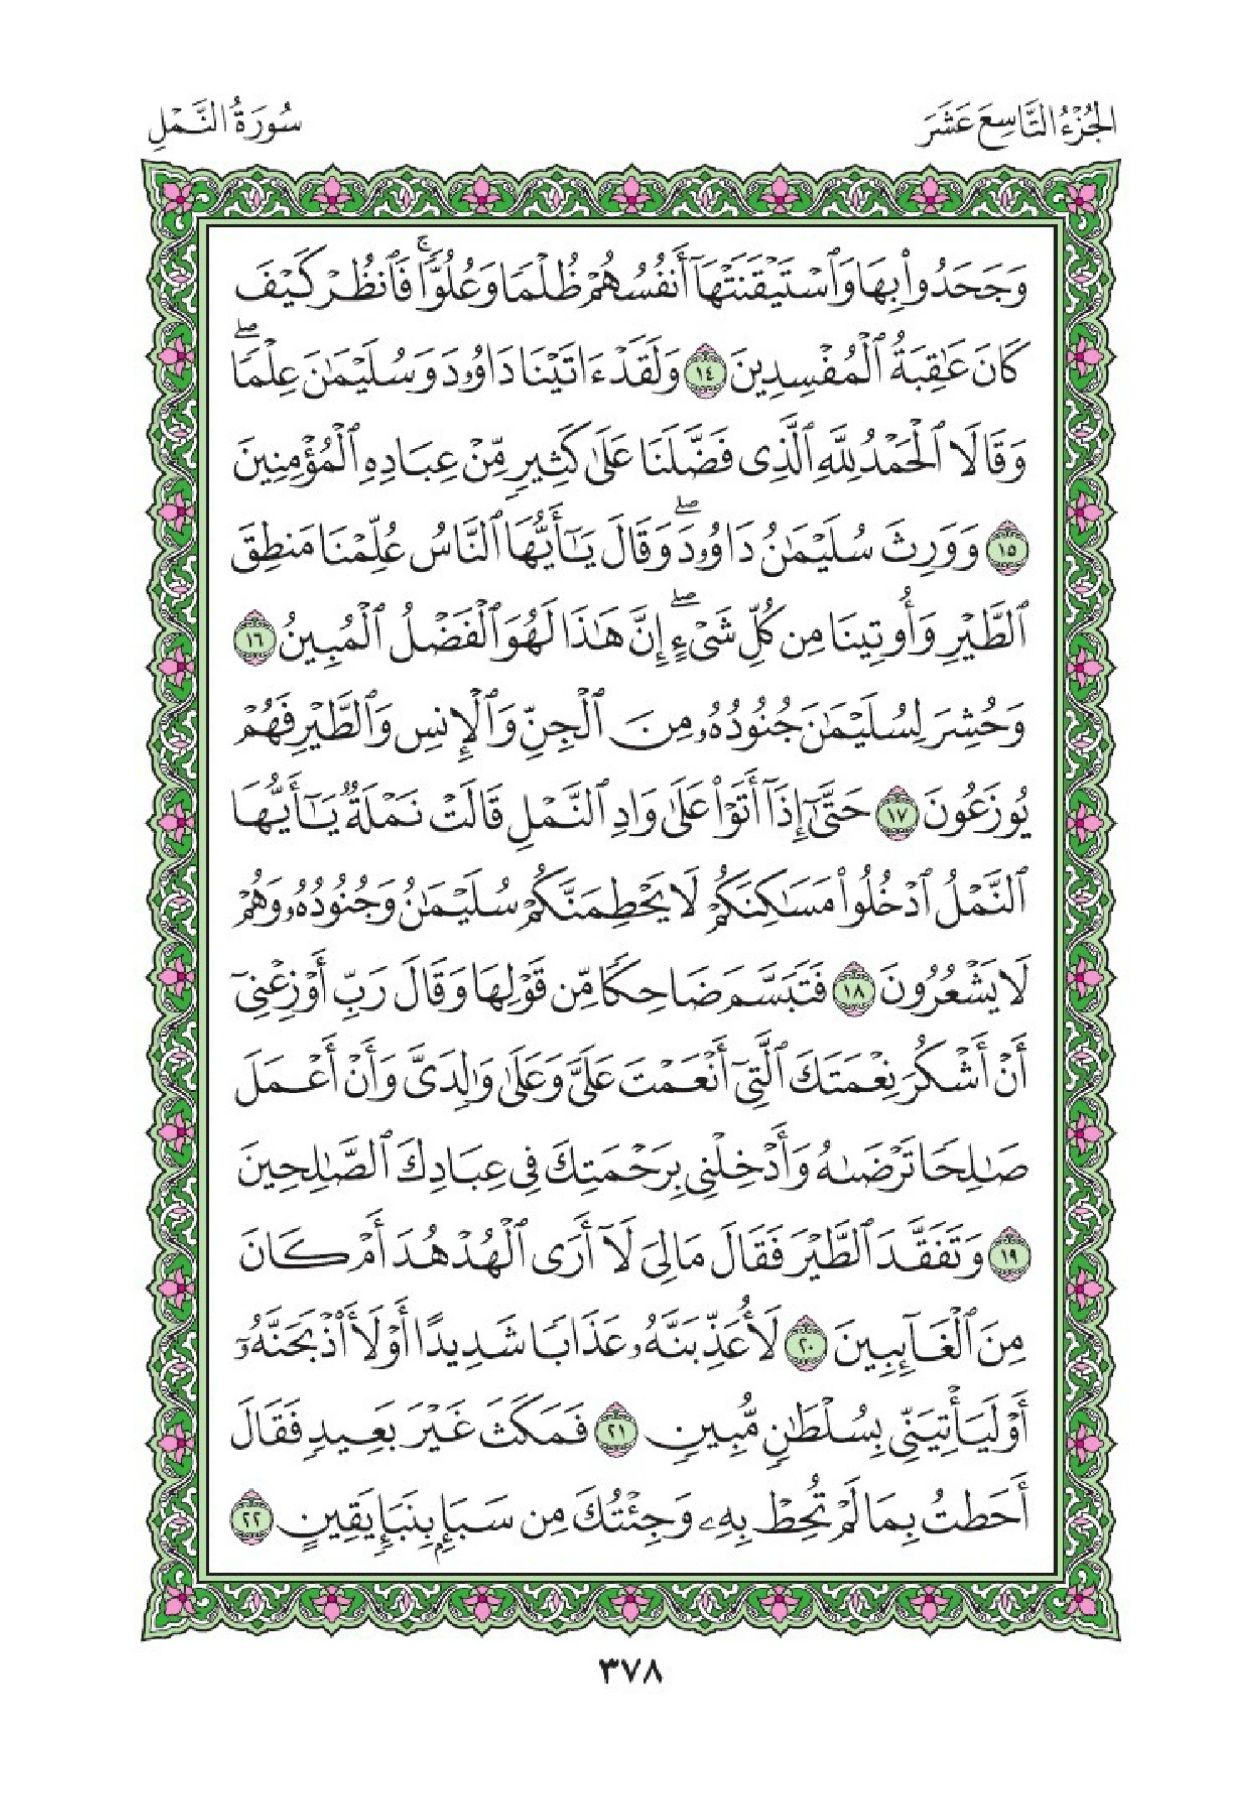 الجُزْءُ التَّاسِعَ عَشَرَ
سُورَةُ النَّمْلِ
وَجَحَدُوا۟ بِهَا وَٱسْتَيْقَنَتْهَآ أَنفُسُهُمْ ظُلْمًا وَعُلُوًّا ۚ فَٱنظُرْ كَيْفَ
كَانَ عَـٰقِبَةُ ٱلْمُفْسِدِينَ ١٤ وَلَقَدْ ءَاتَيْنَا دَاوُۥدَ وَسُلَيْمَـٰنَ عِلْمًا ۖ
وَقَالَا ٱلْحَمْدُ لِلَّهِ ٱلَّذِى فَضَّلَنَا عَلَىٰ كَثِيرٍ مِّنْ عِبَادِهِ ٱلْمُؤْمِنِينَ
١٥ وَوَرِثَ سُلَيْمَـٰنُ دَاوُۥدَ ۖ وَقَالَ يَـٰٓأَيُّهَا ٱلنَّاسُ عُلِّمْنَا مَنطِقَ
ٱلطَّيْرِ وَأُوتِينَا مِن كُلِّ شَىْءٍ ۖ إِنَّ هَـٰذَا لَهُوَ ٱلْفَضْلُ ٱلْمُبِينُ ١٦
وَحُشِرَ لِسُلَيْمَـٰنَ جُنُودُهُۥ مِنَ ٱلْجِنِّ وَٱلْإِنسِ وَٱلطَّيْرِ فَهُمْ
يُوزَعُونَ ١٧ حَتَّىٰٓ إِذَآ أَتَوْا۟ عَلَىٰ وَادِ ٱلنَّمْلِ قَالَتْ نَمْلَةٌ يَـٰٓأَيُّهَا
ٱلنَّمْلُ ٱدْخُلُوا۟ مَسَـٰكِنَكُمْ لَا يَحْطِمَنَّكُمْ سُلَيْمَـٰنُ وَجُنُودُهُۥ وَهُمْ
لَا يَشْعُرُونَ ١٨ فَتَبَسَّمَ ضَاحِكًا مِّن قَوْلِهَا وَقَالَ رَبِّ أَوْزِعْنِىٓ
أَنْ أَشْكُرَ نِعْمَتَكَ ٱلَّتِىٓ أَنْعَمْتَ عَلَىَّ وَعَلَىٰ وَٰلِدَىَّ وَأَنْ أَعْمَلَ
صَـٰلِحًا تَرْضَىٰهُ وَأَدْخِلْنِى بِرَحْمَتِكَ فِى عِبَادِكَ ٱلصَّـٰلِحِينَ
١٩ وَتَفَقَّدَ ٱلطَّيْرَ فَقَالَ مَا لِىَ لَآ أَرَى ٱلْهُدْهُدَ أَمْ كَانَ
مِنَ ٱلْغَآئِبِينَ ٢٠ لَأُعَذِّبَنَّهُۥ عَذَابًا شَدِيدًا أَوْ لَأَا۟ذْبَحَنَّهُۥٓ
أَوْ لَيَأْتِيَنِّى بِسُلْطَـٰنٍ مُّبِينٍ ٢١ فَمَكَثَ غَيْرَ بَعِيدٍ فَقَالَ
أَحَطتُ بِمَا لَمْ تُحِطْ بِهِۦ وَجِئْتُكَ مِن سَبَإٍۭ بِنَبَإٍ يَقِينٍ ٢٢
٣٧٨